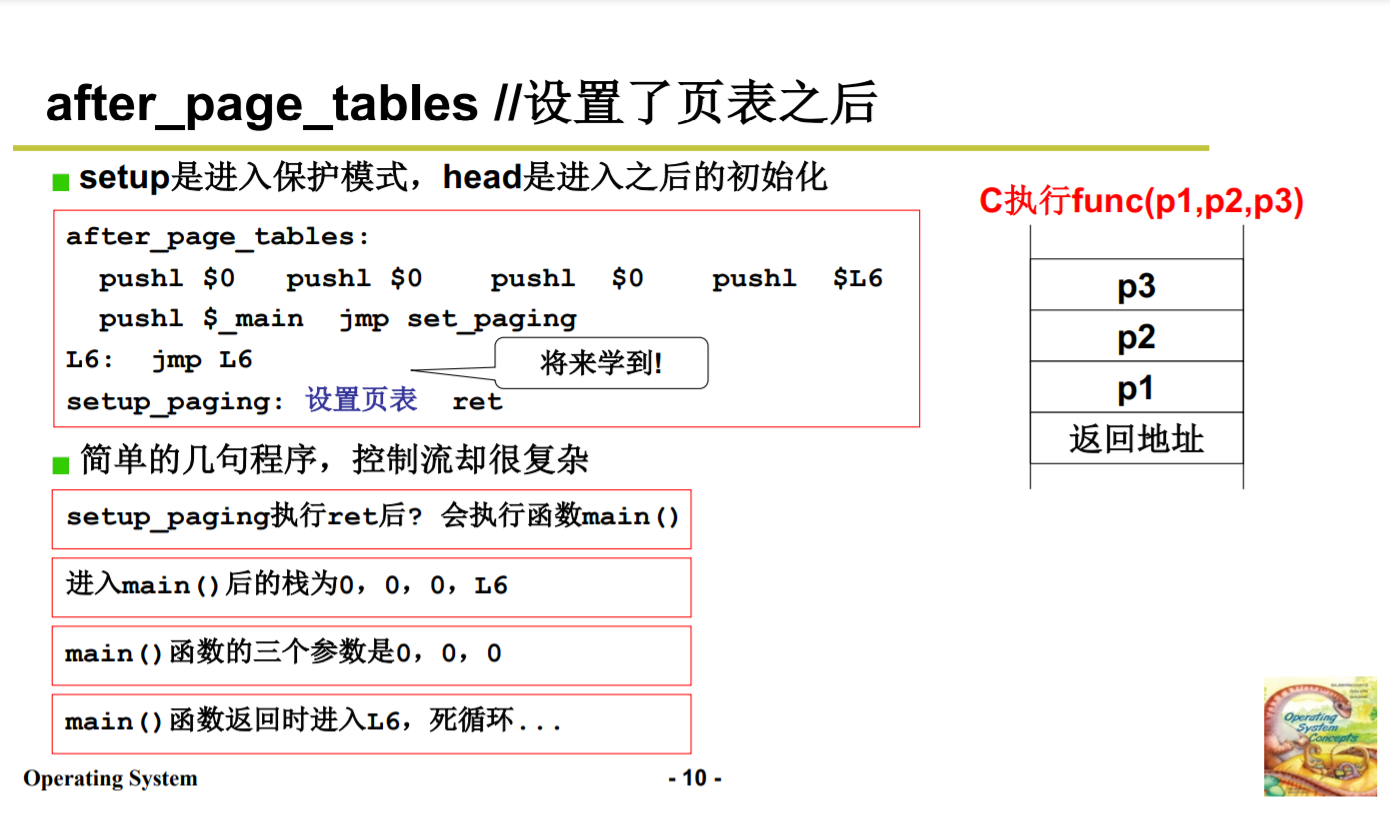 after_page_tables //设置了页表之后
setup是进入保护模式，head是进入之后的初始化
after_page_tables:
pushl $0 pushl $0 pushl $0 pushl $L6
pushl $_main jmp set_paging
L6: jmp L6
将来学到!
setup_paging: 设置页表 ret
简单的几句程序，控制流却很复杂
setup_paging执行ret后? 会执行函数main()
进入main()后的栈为0，0，0，L6
main()函数的三个参数是0，0，0
main()函数返回时进入L6，死循环...
C执行func(p1,p2,p3)
p3
p2
p1
返回地址
Operating System
- 10 -
Operating
System
Concepts